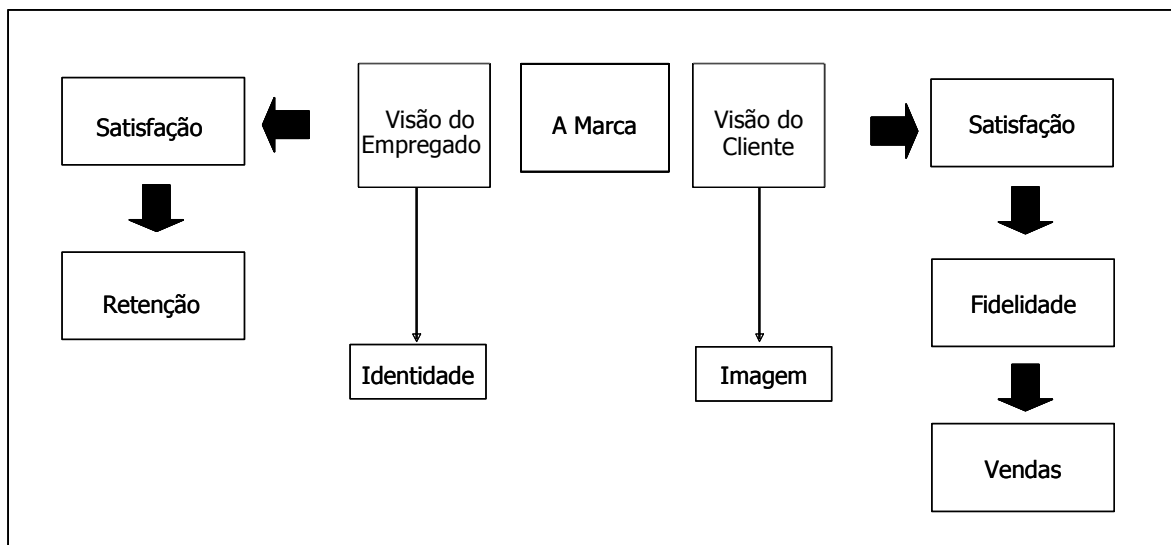 Satisfação
Visão do
Empregado
A Marca
Visão do
Cliente
Satisfação
Retenção
Fidelidade
Identidade
Imagem
Vendas